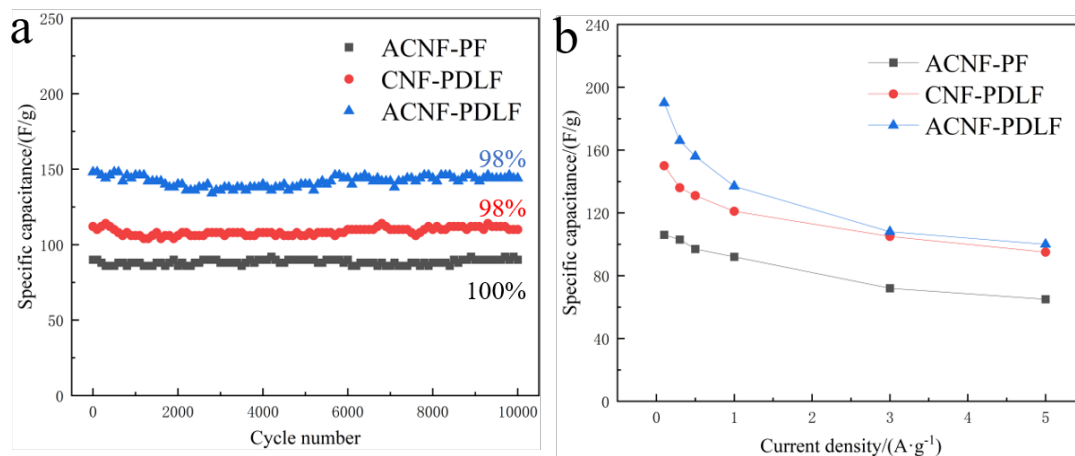 a
ACNF-PF
CNF-PDLF
ACNF-PDLF
98%
98%
100%
250
200
150
100
50
0
Specific capacitance/(F/g)
0 2000 4000 6000 8000 10000
Cycle number
b
ACNF-PF
CNF-PDLF
ACNF-PDLF
240
200
160
120
80
40
0
Specific capacitance/(F/g)
0 1 2 3 4 5
Current density/(A·g⁻¹)